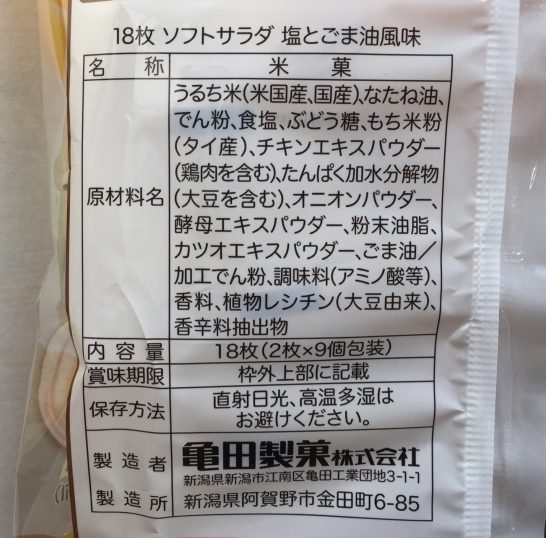 18枚 ソフトサラダ 塩とごま油風味
名称 米菓
うるち米(米国産、国産)、なたね油、
でん粉、食塩、ぶどう糖、もち米粉
(タイ産)、チキンエキスパウダー
(鶏肉を含む)、たんぱく加水分解物
原材料名 (大豆を含む)、オニオンパウダー、
酵母エキスパウダー、粉末油脂、
カツオエキスパウダー、ごま油/
加工でん粉、調味料(アミノ酸等)、
香料、植物レシチン(大豆由来)、
香辛料抽出物
内容量 18枚(2枚×9個包装)
賞味期限 枠外上部に記載
保存方法 直射日光、高温多湿は
お避けください。
製造者 亀田製菓株式会社
新潟県新潟市江南区亀田工業団地3-1-1
製造所 新潟県阿賀野市金田町6-85